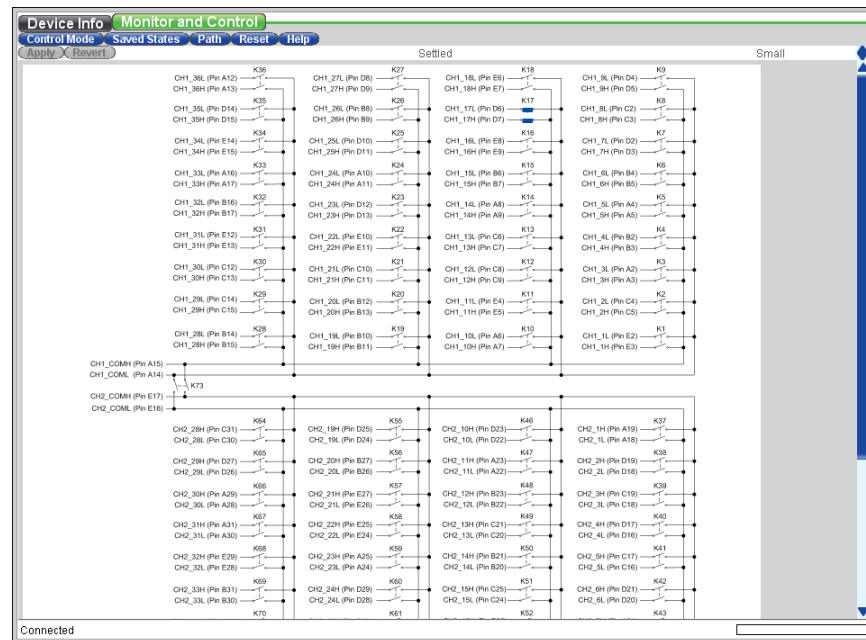 Device Info Monitor and Control
Control Mode Saved States Path Reset Help
Apply Revert Settled Small
K36 K27 K18 K9
CH1_36L (Pin A12) CH1_27L (Pin D8) CH1_18L (Pin E6) CH1_9L (Pin D4)
CH1_36H (Pin A13) CH1_27H (Pin D9) CH1_18H (Pin E7) CH1_9H (Pin D5)
K35 K26 K17 K8
CH1_35L (Pin D14) CH1_26L (Pin B8) CH1_17L (Pin D6) CH1_8L (Pin C2)
CH1_35H (Pin D15) CH1_26H (Pin B9) CH1_17H (Pin D7) CH1_8H (Pin C3)
K34 K25 K16 K7
CH1_34L (Pin E14) CH1_25L (Pin D10) CH1_16L (Pin E8) CH1_7L (Pin D2)
CH1_34H (Pin E15) CH1_25H (Pin D11) CH1_16H (Pin E9) CH1_7H (Pin D3)
K33 K24 K15 K6
CH1_33L (Pin A16) CH1_24L (Pin A10) CH1_15L (Pin B6) CH1_6L (Pin B4)
CH1_33H (Pin A17) CH1_24H (Pin A11) CH1_15H (Pin B7) CH1_6H (Pin B5)
K32 K23 K14 K5
CH1_32L (Pin B16) CH1_23L (Pin D12) CH1_14L (Pin A8) CH1_5L (Pin A4)
CH1_32H (Pin B17) CH1_23H (Pin D13) CH1_14H (Pin A9) CH1_5H (Pin A5)
K31 K22 K13 K4
CH1_31L (Pin E12) CH1_22L (Pin E10) CH1_13L (Pin C6) CH1_4L (Pin B2)
CH1_31H (Pin E13) CH1_22H (Pin E11) CH1_13H (Pin C7) CH1_4H (Pin B3)
K30 K21 K12 K3
CH1_30L (Pin C12) CH1_21L (Pin C10) CH1_12L (Pin C8) CH1_3L (Pin A2)
CH1_30H (Pin C13) CH1_21H (Pin C11) CH1_12H (Pin C9) CH1_3H (Pin A3)
K29 K20 K11 K2
CH1_29L (Pin C14) CH1_20L (Pin B12) CH1_11L (Pin E4) CH1_2L (Pin C4)
CH1_29H (Pin C15) CH1_20H (Pin B13) CH1_11H (Pin E5) CH1_2H (Pin C5)
K28 K19 K10 K1
CH1_28L (Pin B14) CH1_19L (Pin B10) CH1_10L (Pin A6) CH1_1L (Pin E2)
CH1_28H (Pin B15) CH1_19H (Pin B11) CH1_10H (Pin A7) CH1_1H (Pin E3)
CH1_COMH (Pin A15)
CH1_COML (Pin A14)
K73
CH2_COMH (Pin E17)
CH2_COML (Pin E16)
K64 K55 K46 K37
CH2_28H (Pin C31) CH2_19H (Pin D25) CH2_10H (Pin D23) CH2_1H (Pin A19)
CH2_28L (Pin C30) CH2_19L (Pin D24) CH2_10L (Pin D22) CH2_1L (Pin A18)
K65 K56 K47 K38
CH2_29H (Pin D27) CH2_20H (Pin B27) CH2_11H (Pin A23) CH2_2H (Pin D19)
CH2_29L (Pin D26) CH2_20L (Pin B26) CH2_11L (Pin A22) CH2_2L (Pin D18)
K66 K57 K48 K39
CH2_30H (Pin A29) CH2_21H (Pin E27) CH2_12H (Pin B23) CH2_3H (Pin C19)
CH2_30L (Pin A28) CH2_21L (Pin E26) CH2_12L (Pin B22) CH2_3L (Pin C18)
K67 K58 K49 K40
CH2_31H (Pin A31) CH2_22H (Pin E25) CH2_13H (Pin C21) CH2_4H (Pin D17)
CH2_31L (Pin A30) CH2_22L (Pin E24) CH2_13L (Pin C20) CH2_4L (Pin D16)
K68 K59 K50 K41
CH2_32H (Pin E29) CH2_23H (Pin A25) CH2_14H (Pin B21) CH2_5H (Pin C17)
CH2_32L (Pin E28) CH2_23L (Pin A24) CH2_14L (Pin B20) CH2_5L (Pin C16)
K69 K60 K51 K42
CH2_33H (Pin B31) CH2_24H (Pin D29) CH2_15H (Pin C25) CH2_6H (Pin D21)
CH2_33L (Pin B30) CH2_24L (Pin D28) CH2_15L (Pin C24) CH2_6L (Pin D20)
K70 K61 K52 K43
Connected